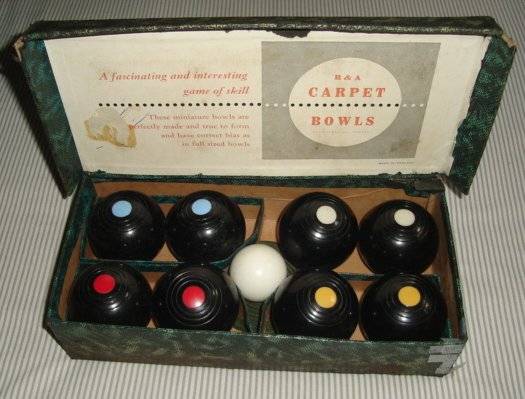 A fascinating and interesting
game of skill
These miniature bowls are
perfectly made and true to form
and have correct bias as
in full sized bowls
R & A
CARPET
BOWLS